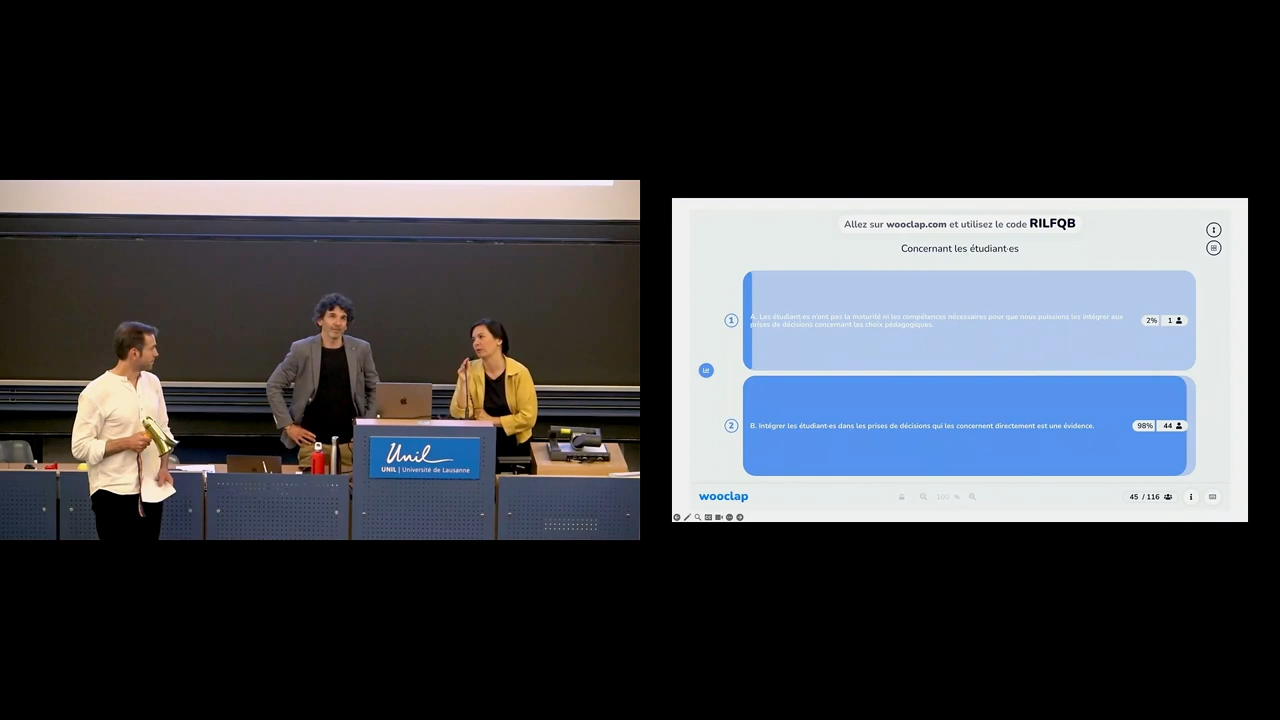 Unil
UNIL | Université de Lausanne
Allez sur wooclap.com et utilisez le code RILFQB
Concernant les étudiant·es
1
A. Les étudiant·es n'ont pas la maturité ni les compétences nécessaires pour que nous puissions les intégrer aux
prises de décisions concernant les choix pédagogiques.
2% 1
2
B. Intégrer les étudiant·es dans les prises de décisions qui les concernent directement est une évidence.
98% 44
wooclap
100 %
45 / 116